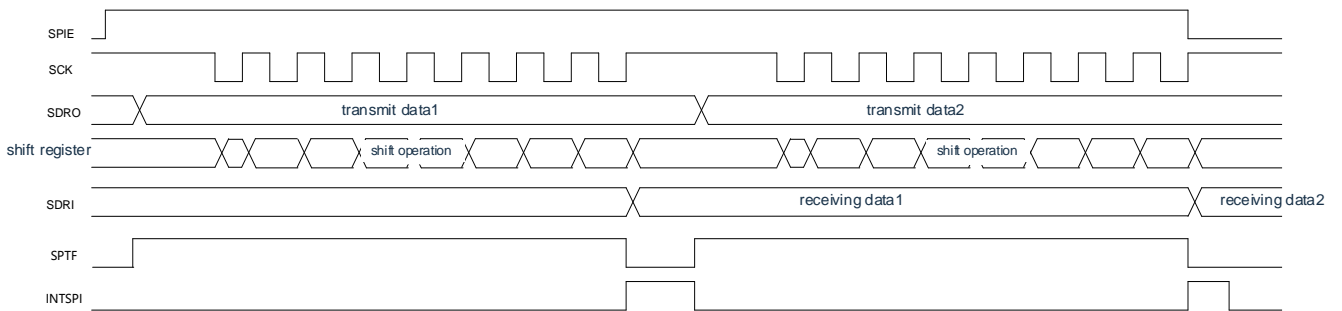 SPIE
SCK
SDRO transmit data1 transmit data2
shift register shift operation shift operation
SDRI receiving data1 receiving data2
SPTF
INTSPI